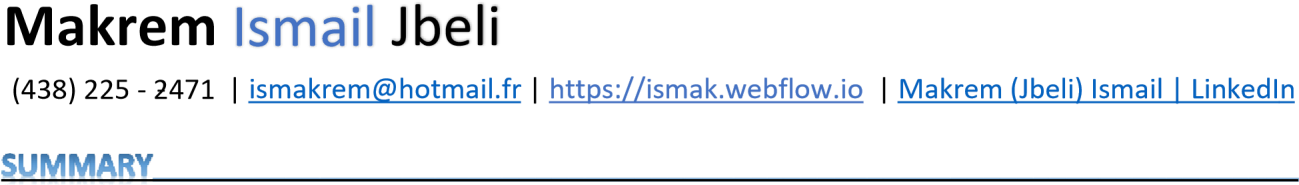 Makrem Ismail Jbeli
(438) 225 - 2471 | ismakrem@hotmail.fr | https://ismak.webflow.io | Makrem (Jbeli) Ismail | LinkedIn
SUMMARY